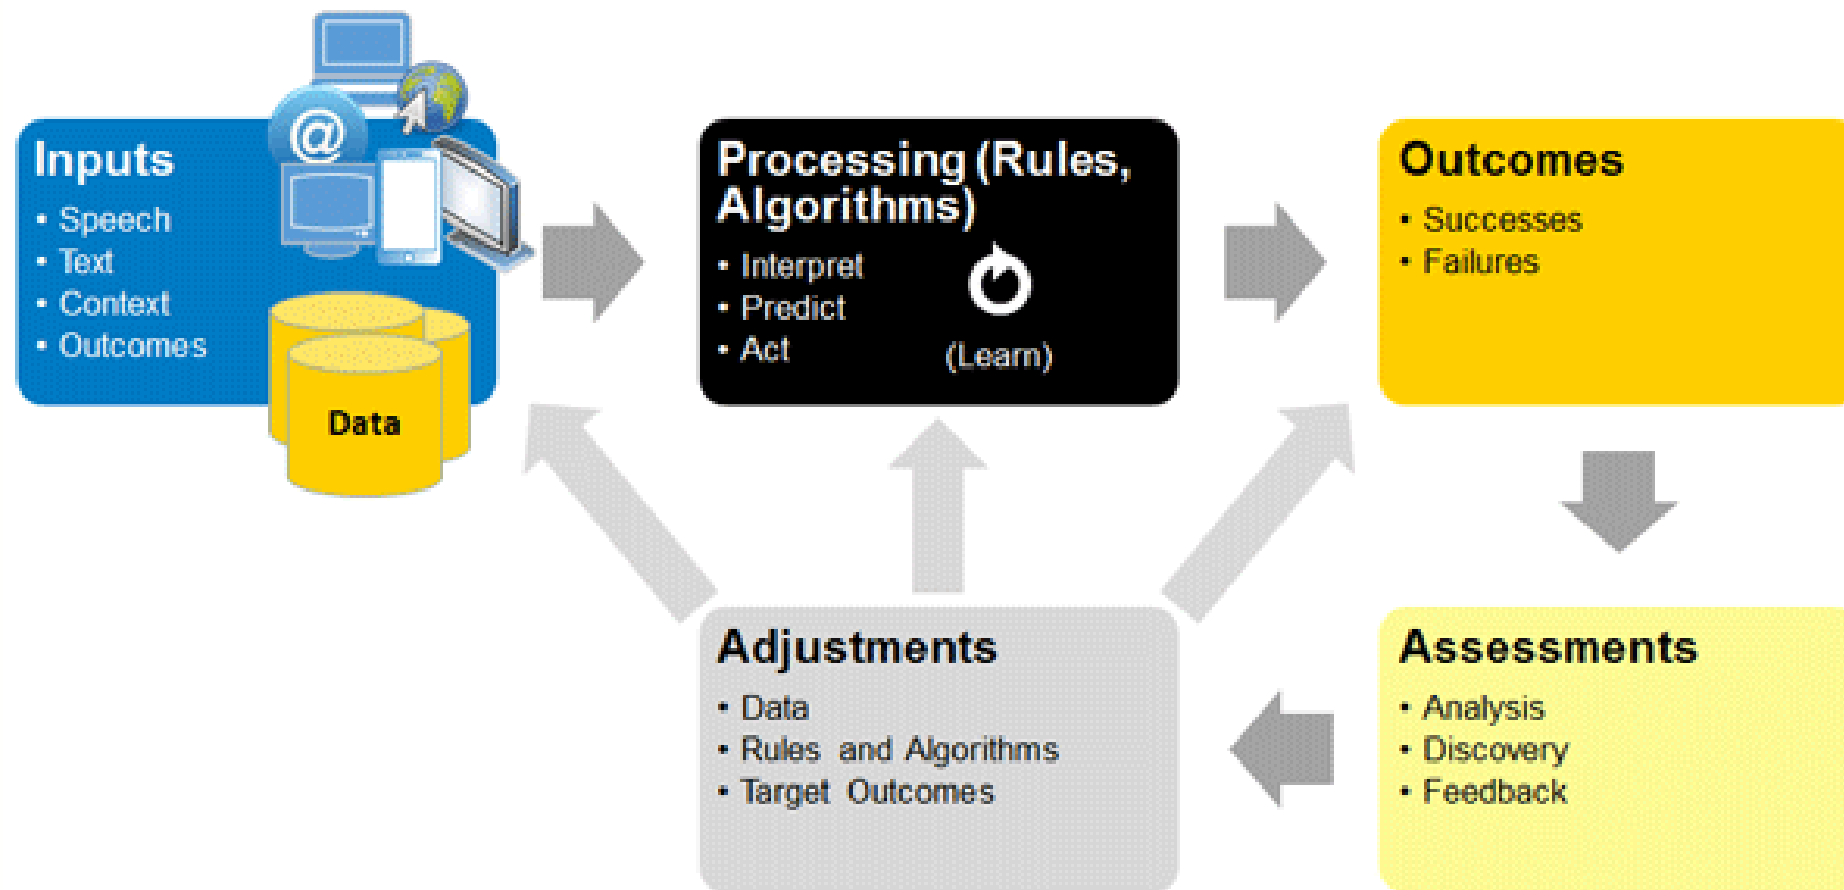 @
Inputs
• Speech
• Text
• Context
• Outcomes
Data
Processing (Rules,
Algorithms)
• Interpret
• Predict
• Act
(Learn)
Outcomes
• Successes
• Failures
Adjustments
• Data
• Rules and Algorithms
• Target Outcomes
Assessments
• Analysis
• Discovery
• Feedback